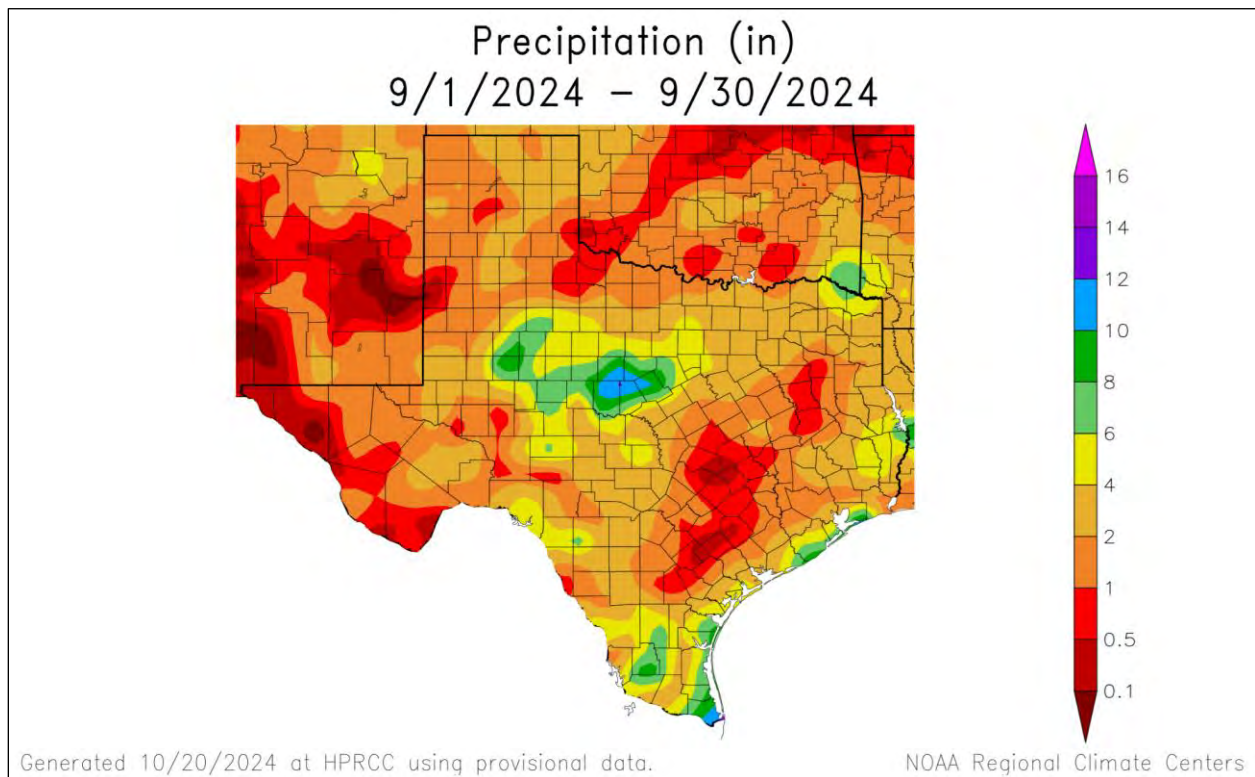 Precipitation (in)
9/1/2024 – 9/30/2024
16
14
12
10
8
6
4
2
1
0.5
0.1
Generated 10/20/2024 at HPRCC using provisional data.
NOAA Regional Climate Centers